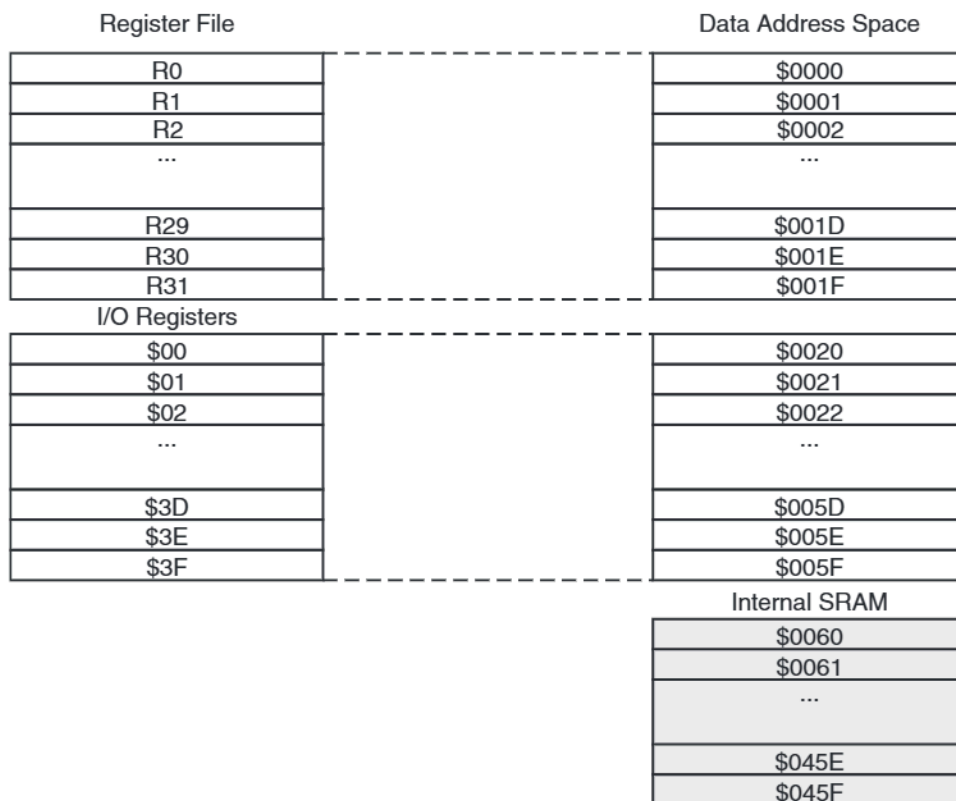 Register File Data Address Space
R0 $0000
R1 $0001
R2 $0002
... ...
R29 $001D
R30 $001E
R31 $001F
I/O Registers
$00 $0020
$01 $0021
$02 $0022
... ...
$3D $005D
$3E $005E
$3F $005F
Internal SRAM
$0060
$0061
...
$045E
$045F